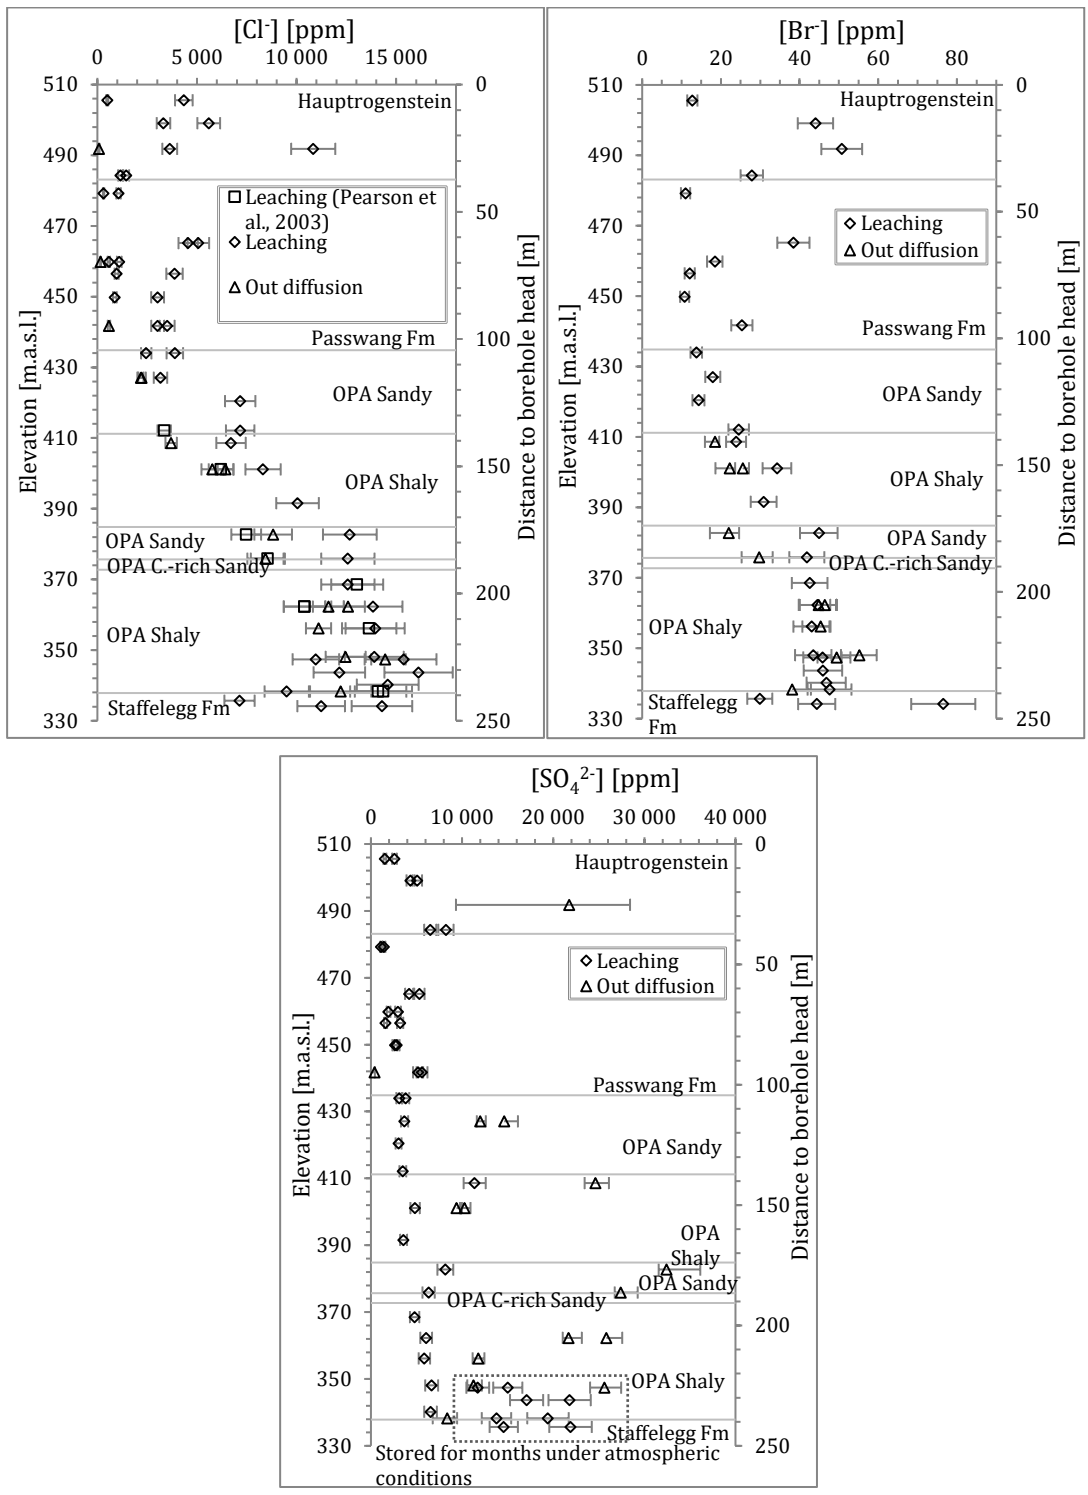 [Cl⁻] [ppm]
0 5 000 10 000 15 000
510 0
Hauptrogenstein
490
Leaching (Pearson et
al., 2003)
470 50
Leaching
Out diffusion
450
Passwang Fm 100
430
OPA Sandy
410
150
OPA Shaly
390
OPA Sandy
OPA C.-rich Sandy
370
200
OPA Shaly
350
Staffelegg Fm
330 250
Elevation [m.a.s.l.]
Distance to borehole head [m]
[Br⁻] [ppm]
0 20 40 60 80
510 0
Hauptrogenstein
490
470 50
Leaching
Out diffusion
450
Passwang Fm 100
430
OPA Sandy
410
150
OPA Shaly
390
OPA Sandy
OPA C.-rich Sandy
370
200
OPA Shaly
350
Staffelegg
Fm
330 250
Elevation [m.a.s.l.]
Distance to borehole head [m]
[SO₄²⁻] [ppm]
0 10 000 20 000 30 000 40 000
510 0
Hauptrogenstein
490
Leaching
50
Out diffusion
470
450
Passwang Fm 100
430
OPA Sandy
410
150
OPA
Shaly
390
OPA Sandy
OPA C-rich Sandy
370
200
350
OPA Shaly
Staffelegg Fm
330 250
Stored for months under atmospheric
conditions
Elevation [m.a.s.l.]
Distance to borehole head [m]